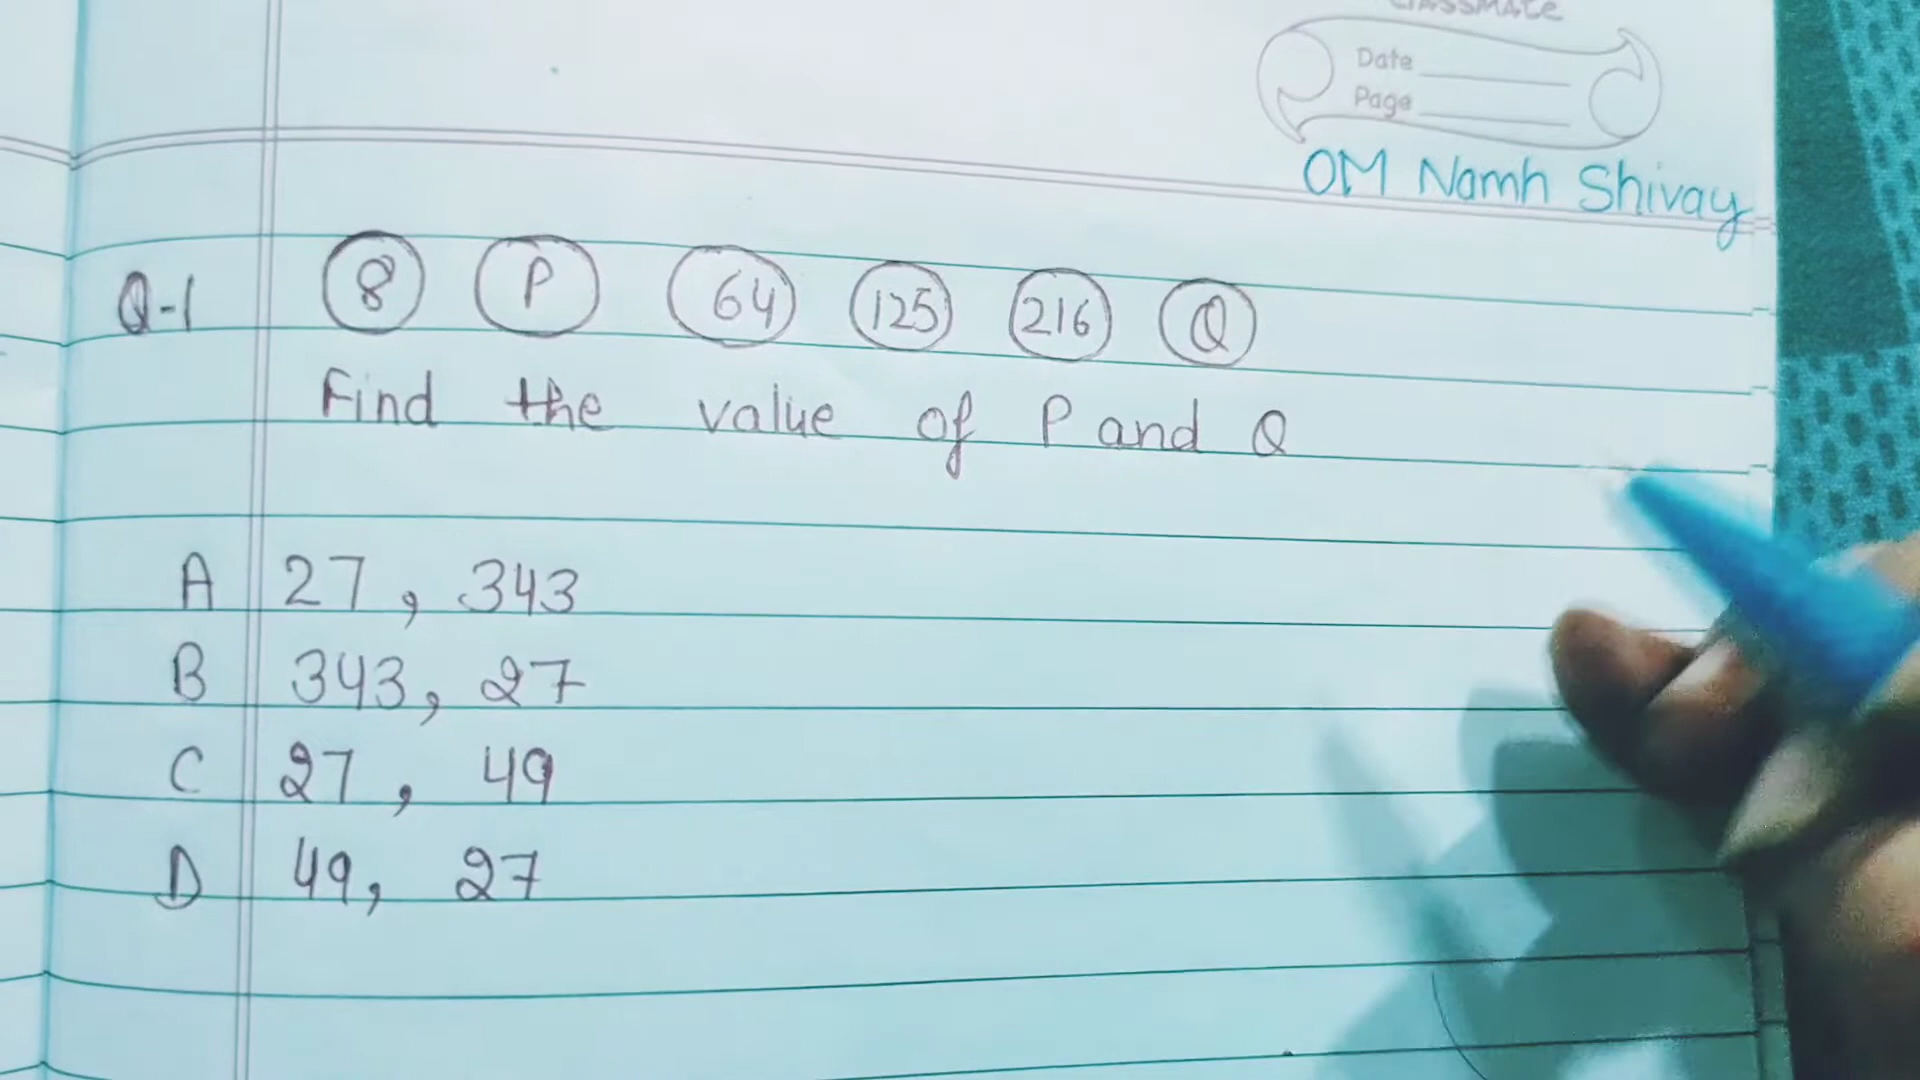 classmate
Date
Page
OM Namh Shivay
Q-1 8 P 64 125 216 Q
Find the value of P and Q
A 27, 343
B 343, 27
C 27, 49
D 49, 27